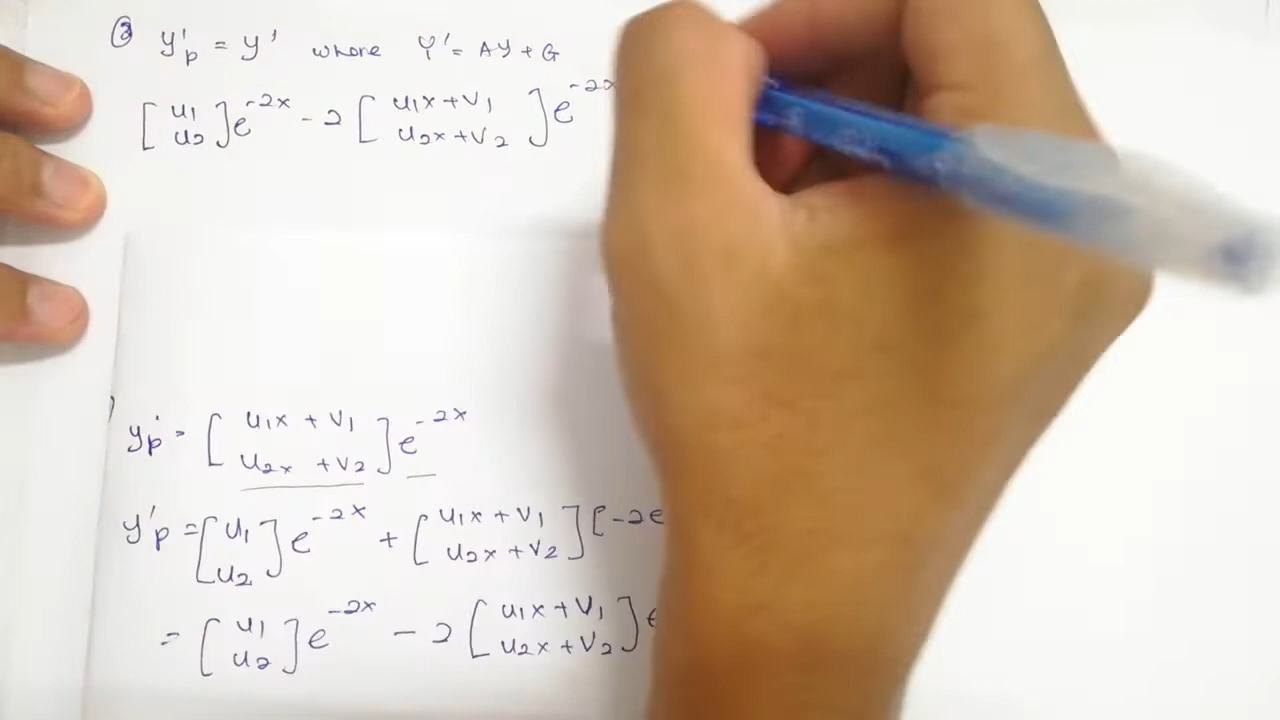 ③ y'p = y' where Y' = AY + G
[u1 u2] e^-2x - 2 [u1x + v1 u2x + v2] e^-2x
yp = [u1x + v1 u2x + v2] e^-2x
y'p = [u1 u2] e^-2x + [u1x + v1 u2x + v2] [-2e
= [u1 u2] e^-2x - 2 [u1x + v1 u2x + v2]